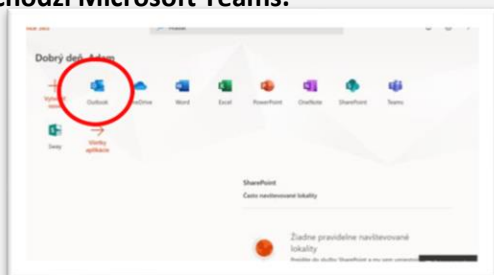 chodzí Microsoft Teams.
Dobrý deň, Adam
Outlook
OneDrive
Word
Excel
PowerPoint
OneNote
SharePoint
Teams
Sway
Všetky
aplikácie
SharePoint
Často navštevované lokality
Žiadne pravidelne navštevované
lokality